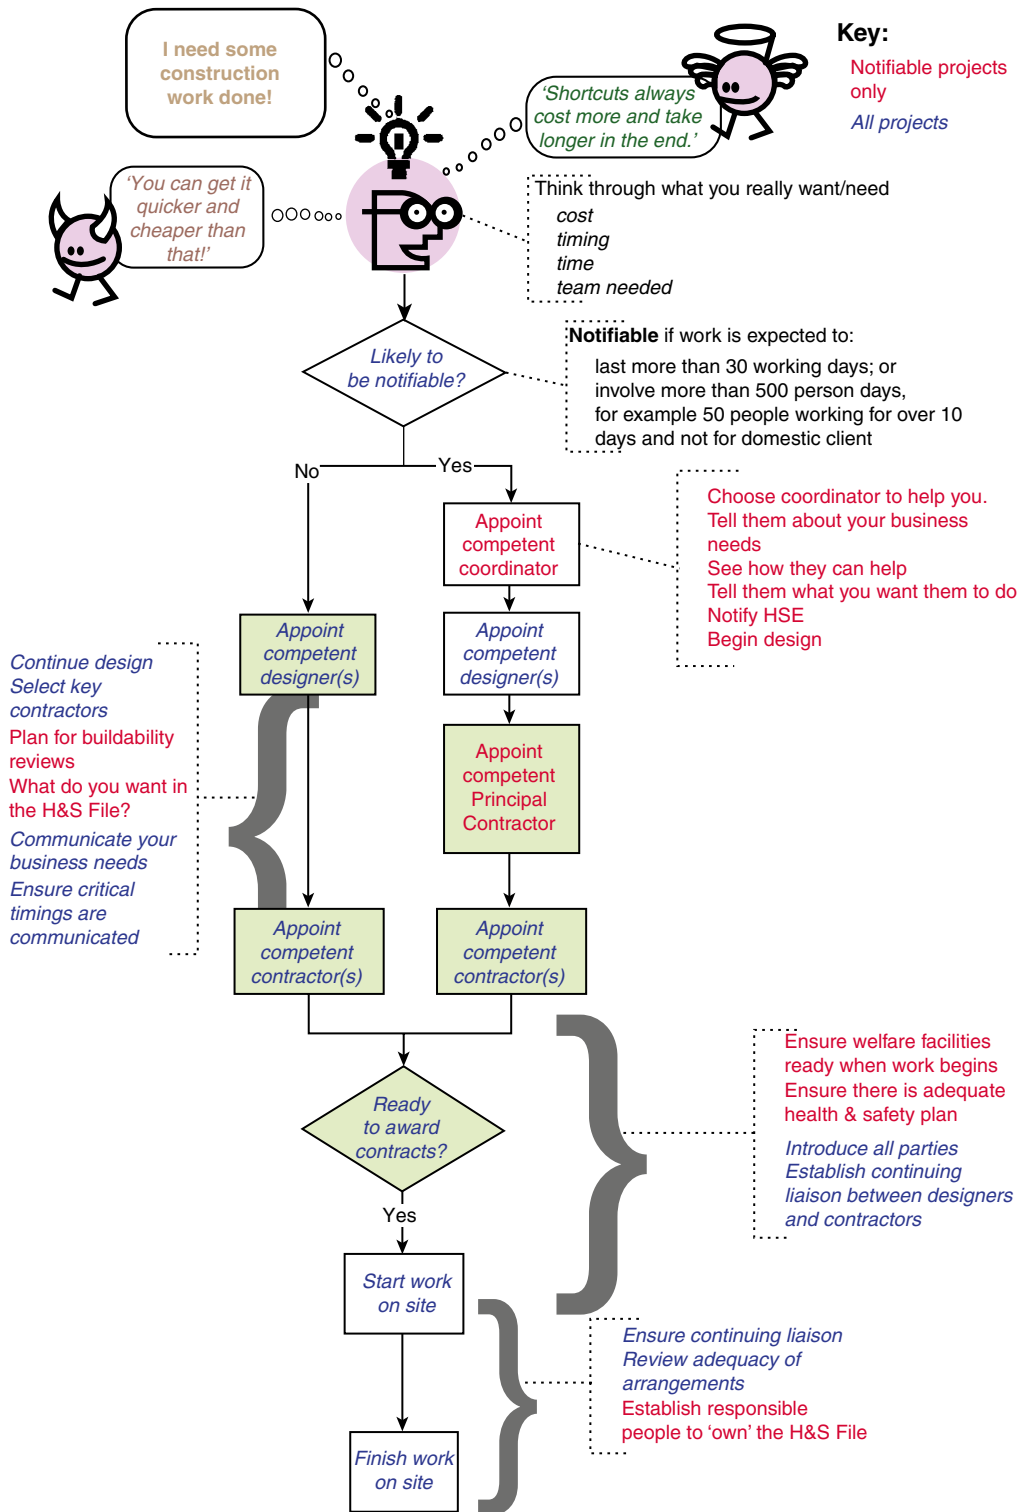 I need some
construction
work done!
Key:
Notifiable projects
only
All projects
'Shortcuts always
cost more and take
longer in the end.'
'You can get it
quicker and
cheaper than
that!'
Think through what you really want/need
cost
timing
time
team needed
Likely to
be notifiable?
Notifiable if work is expected to:
last more than 30 working days; or
involve more than 500 person days,
for example 50 people working for over 10
days and not for domestic client
No
Yes
Appoint
competent
coordinator
Choose coordinator to help you.
Tell them about your business
needs
See how they can help
Tell them what you want them to do
Notify HSE
Begin design
Appoint
competent
designer(s)
Appoint
competent
designer(s)
Continue design
Select key
contractors
Plan for buildability
reviews
What do you want in
the H&S File?
Communicate your
business needs
Ensure critical
timings are
communicated
Appoint
competent
Principal
Contractor
Appoint
competent
contractor(s)
Appoint
competent
contractor(s)
Ready
to award
contracts?
Ensure welfare facilities
ready when work begins
Ensure there is adequate
health & safety plan
Introduce all parties
Establish continuing
liaison between designers
and contractors
Yes
Start work
on site
Ensure continuing liaison
Review adequacy of
arrangements
Establish responsible
people to 'own' the H&S File
Finish work
on site